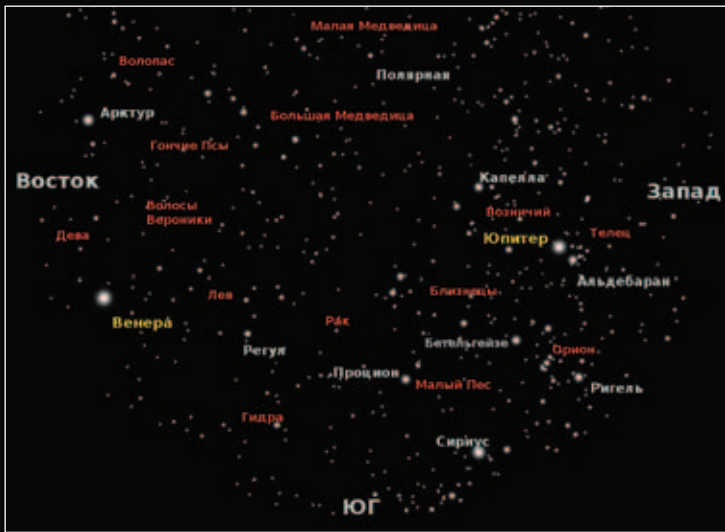 Малая Медведица
Волопас
Полярная
Арктур
Большая Медведица
Гончие Псы
Восток
Капелла
Запад
Волосы
Вероники
Возничий
Дева
Юпитер
Телец
Альдебаран
Лев
Близнецы
Венера
Рак
Регул
Бетельгейзе
Орион
Процион
Малый Пес
Ригель
Гидра
Сириус
ЮГ